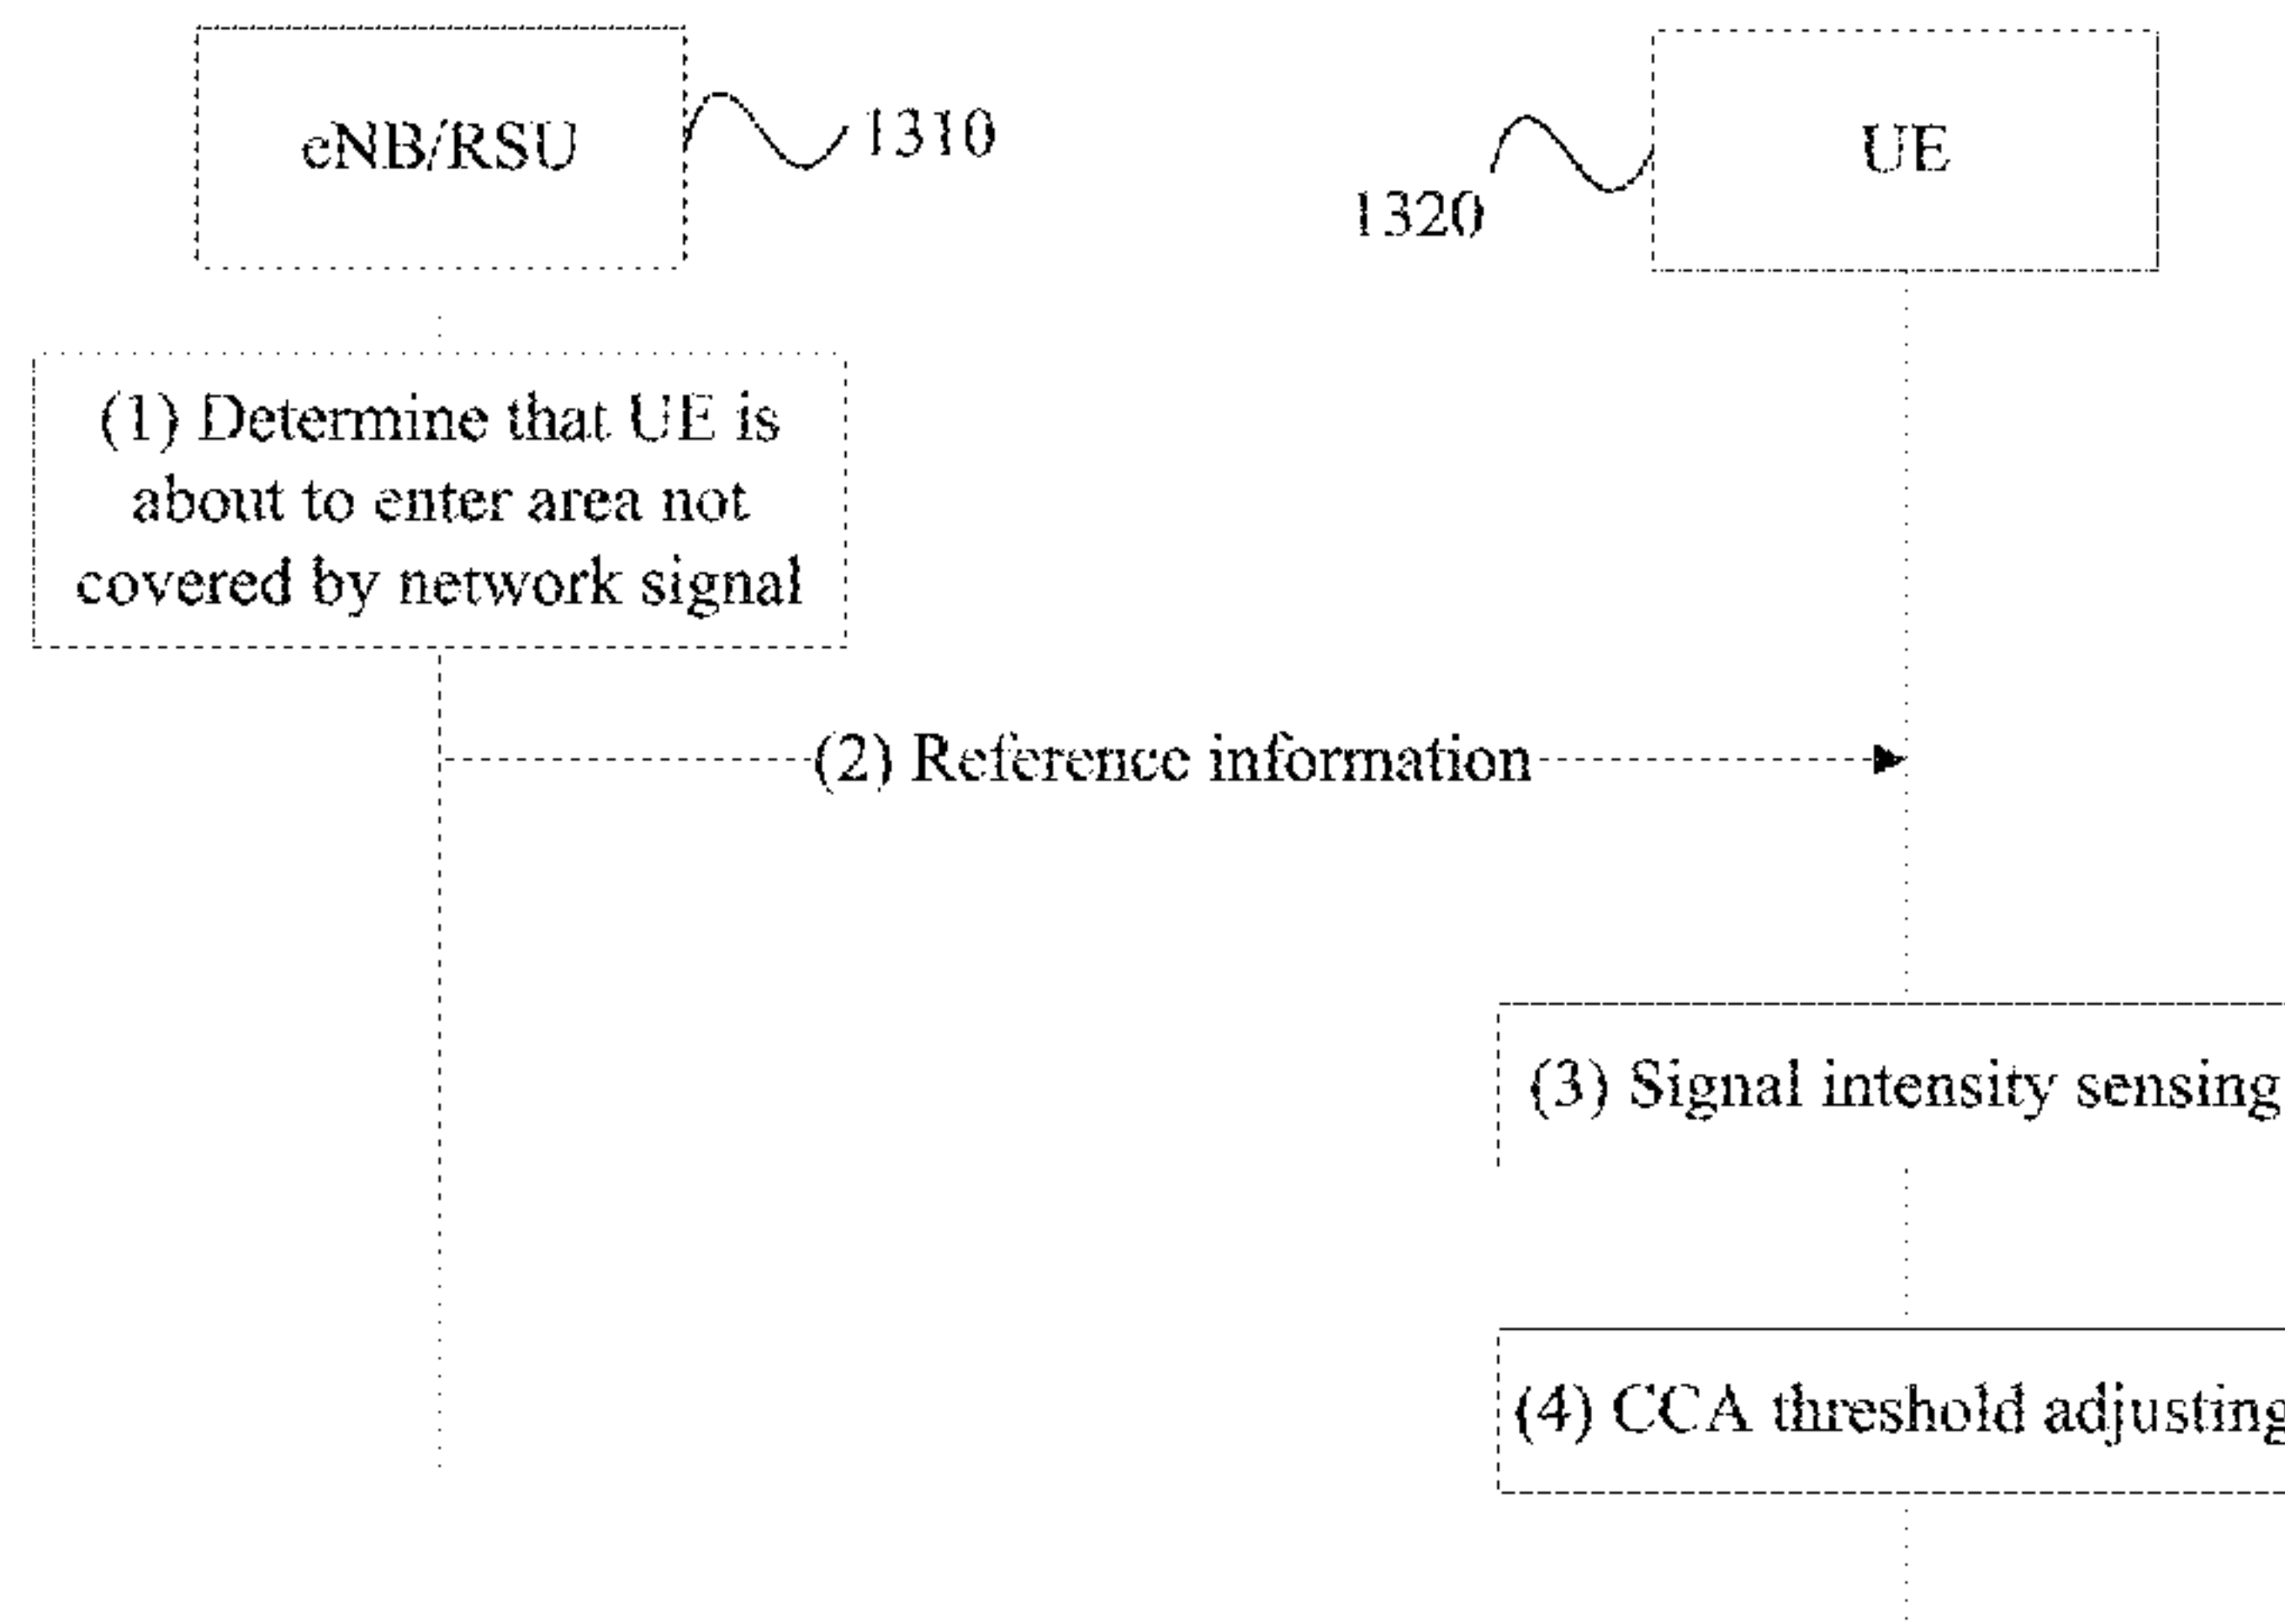 eNB/RSU
1310
1320
UE
(1) Determine that UE is
about to enter area not
covered by network signal
(2) Reference information
(3) Signal intensity sensing
(4) CCA threshold adjusting